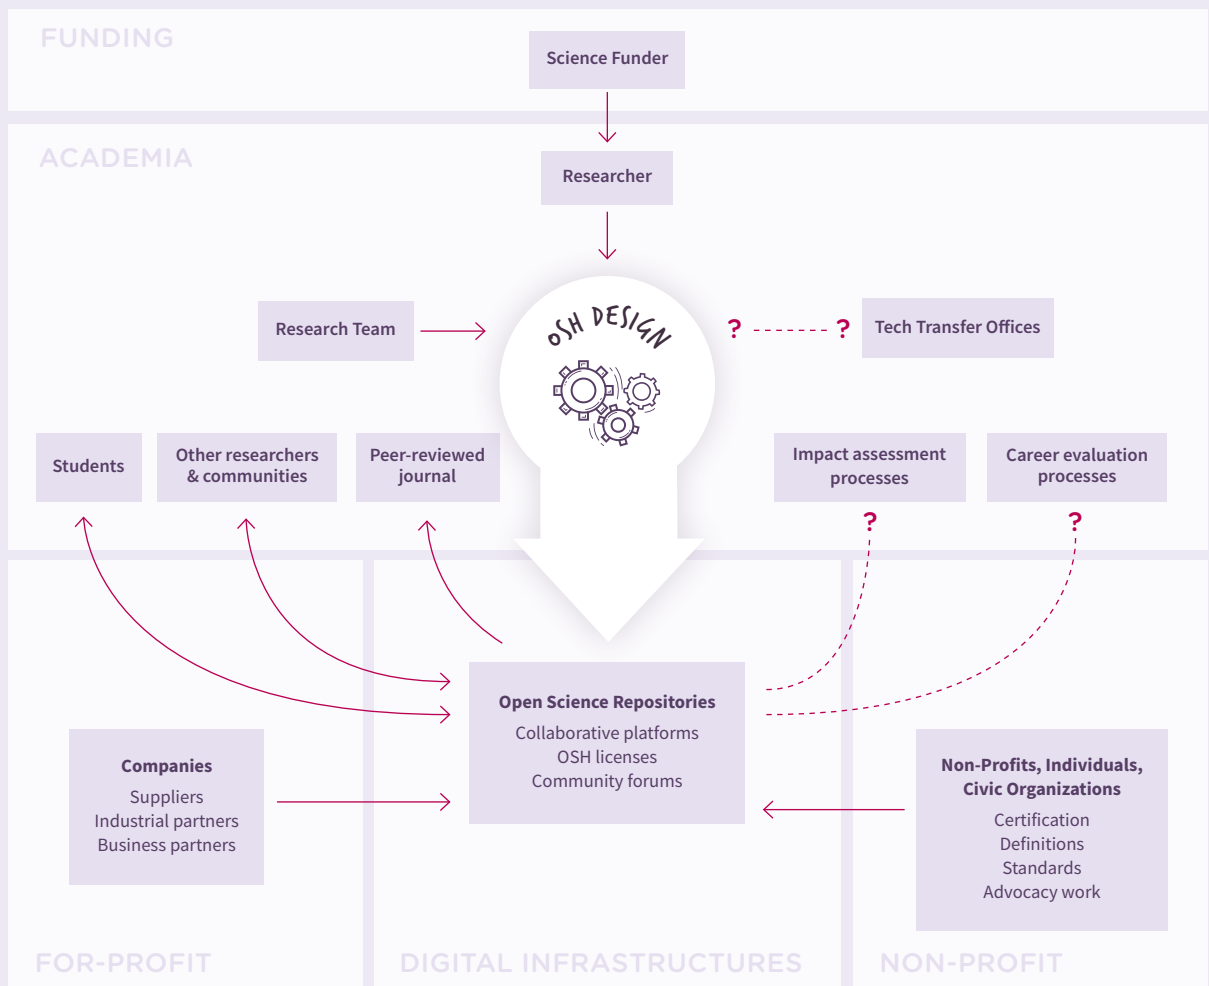 FUNDING
Science Funder
ACADEMIA
Researcher
OSH DESIGN
Research Team
?
?
Tech Transfer Offices
Students
Other researchers
& communities
Peer-reviewed
journal
Impact assessment
processes
Career evaluation
processes
?
?
Open Science Repositories
Collaborative platforms
OSH licenses
Community forums
Companies
Suppliers
Industrial partners
Business partners
Non-Profits, Individuals,
Civic Organizations
Certification
Definitions
Standards
Advocacy work
FOR-PROFIT
DIGITAL INFRASTRUCTURES
NON-PROFIT